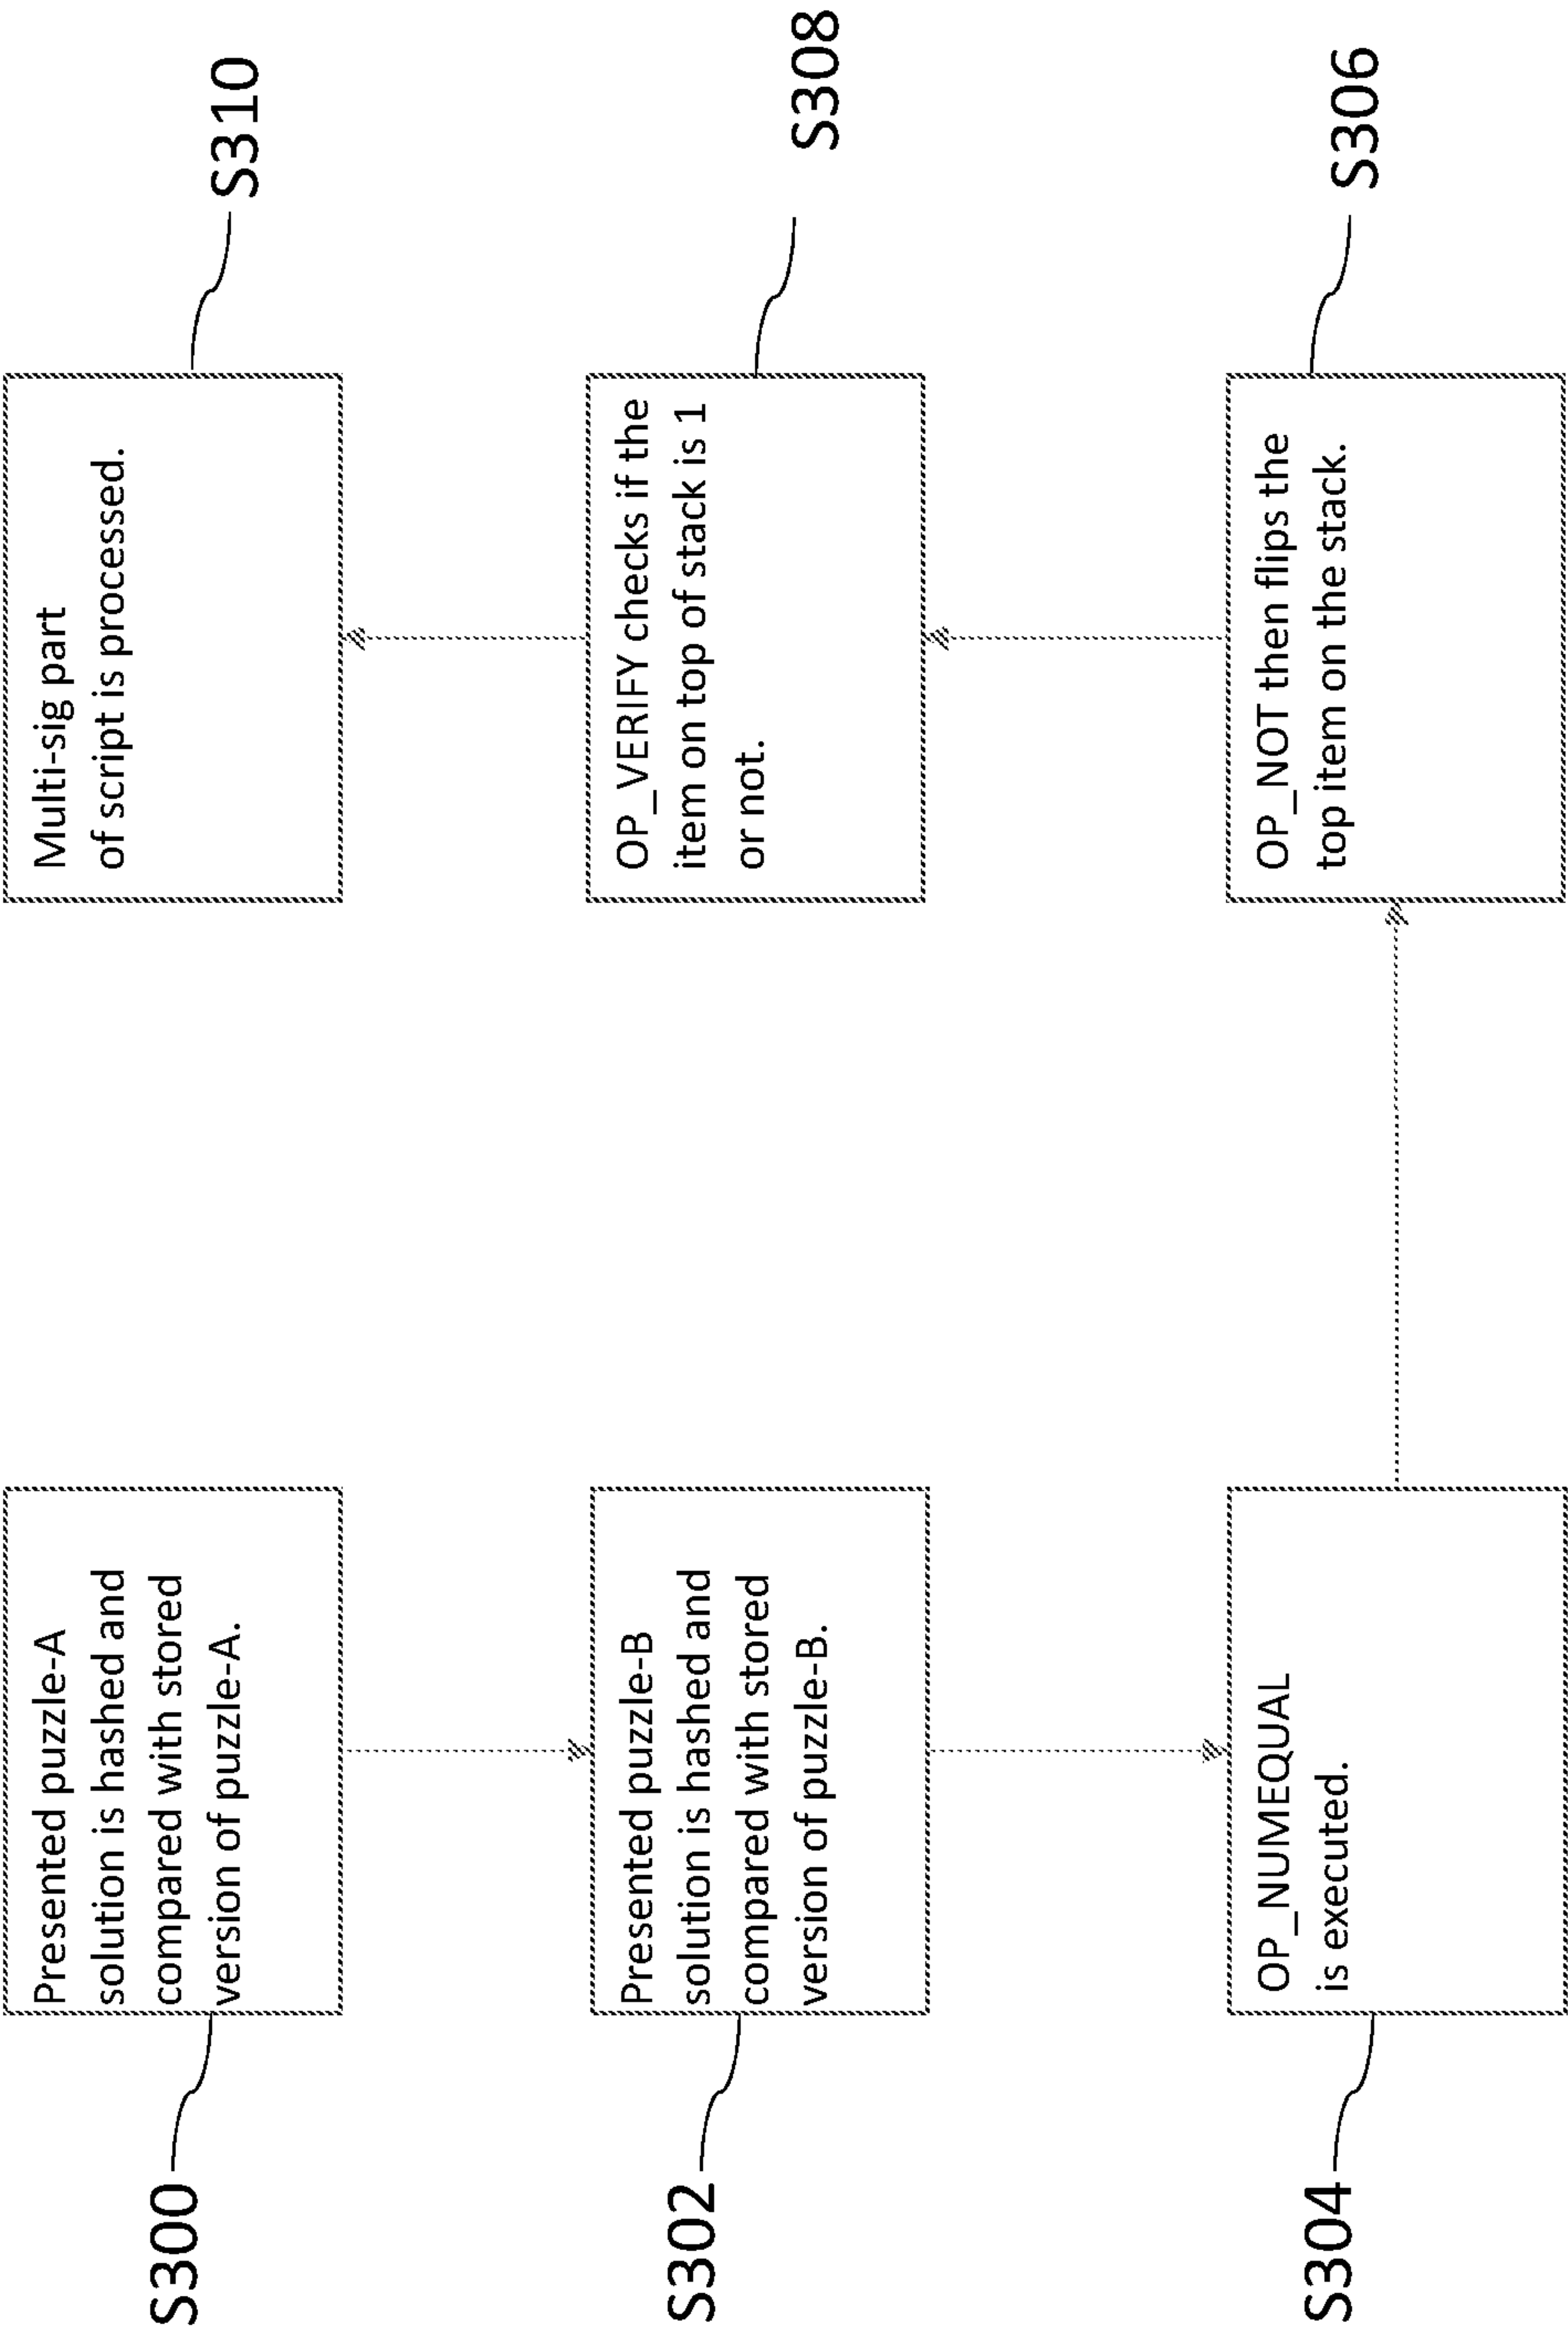 S300
Presented puzzle-A
solution is hashed and
compared with stored
version of puzzle-A.
S302
Presented puzzle-B
solution is hashed and
compared with stored
version of puzzle-B.
S304
OP_NUMEQUAL
is executed.
OP_NOT then flips the
top item on the stack.
S306
OP_VERIFY checks if the
item on top of stack is 1
or not.
S308
Multi-sig part
of script is processed.
S310